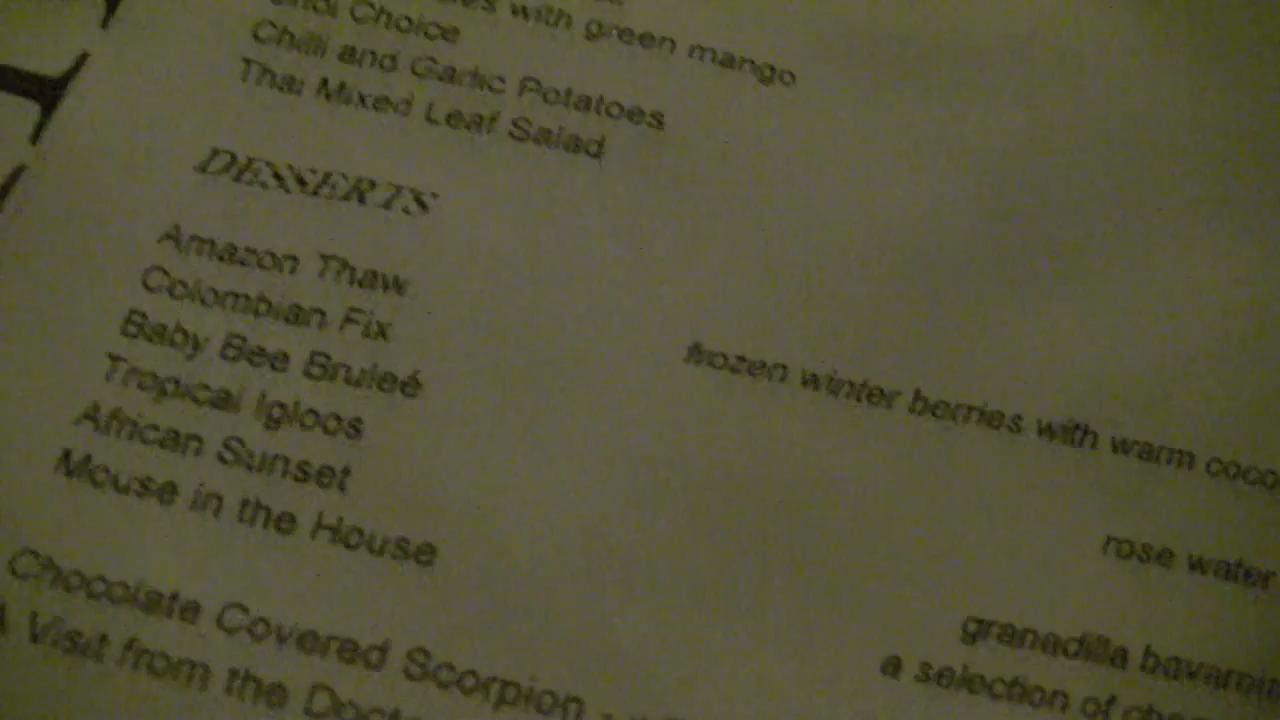 with green mango
Choice
Chilli and Garlic Potatoes
Thai Mixed Leaf Salad
DESSERTS
Amazon Thaw
frozen winter berries with warm coco
Colombian Fix
Baby Bee Bruleé
rose water
Tropical Igloos
African Sunset
granadilla
Mouse in the House
a selection of
Chocolate Covered Scorpion
A Visit from the